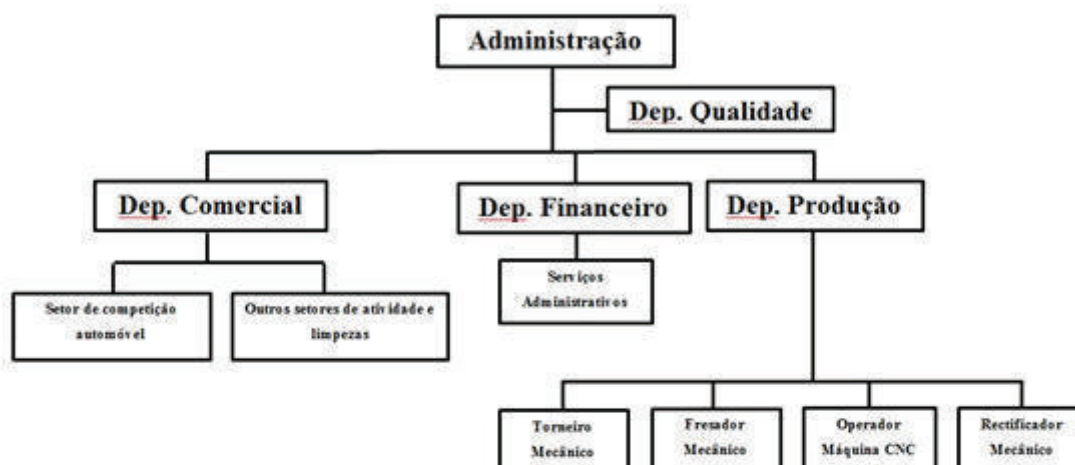 Administração
Dep. Qualidade
Dep. Comercial
Dep. Financeiro
Dep. Produção
Setor de competição
automóvel
Outros setores de atividade e
limpezas
Serviços
Administrativos
Torneiro
Mecânico
Fresador
Mecânico
Operador
Máquina CNC
Rectificador
Mecânico